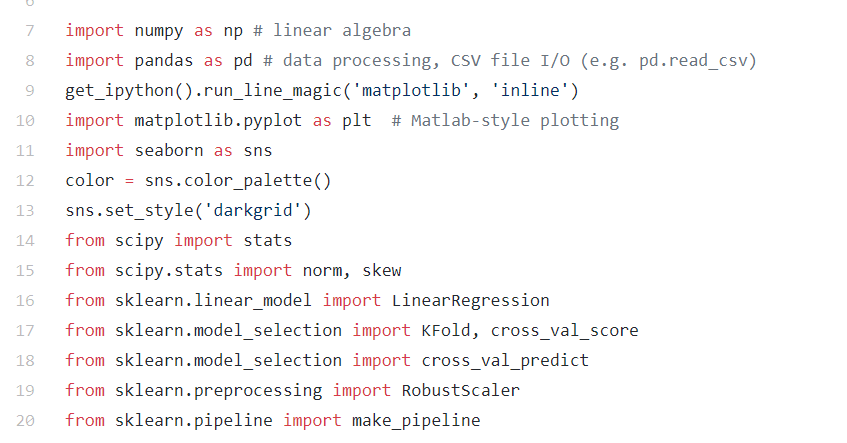 6
7 import numpy as np # linear algebra
8 import pandas as pd # data processing, CSV file I/O (e.g. pd.read_csv)
9 get_ipython().run_line_magic('matplotlib', 'inline')
10 import matplotlib.pyplot as plt  # Matlab-style plotting
11 import seaborn as sns
12 color = sns.color_palette()
13 sns.set_style('darkgrid')
14 from scipy import stats
15 from scipy.stats import norm, skew
16 from sklearn.linear_model import LinearRegression
17 from sklearn.model_selection import KFold, cross_val_score
18 from sklearn.model_selection import cross_val_predict
19 from sklearn.preprocessing import RobustScaler
20 from sklearn.pipeline import make_pipeline